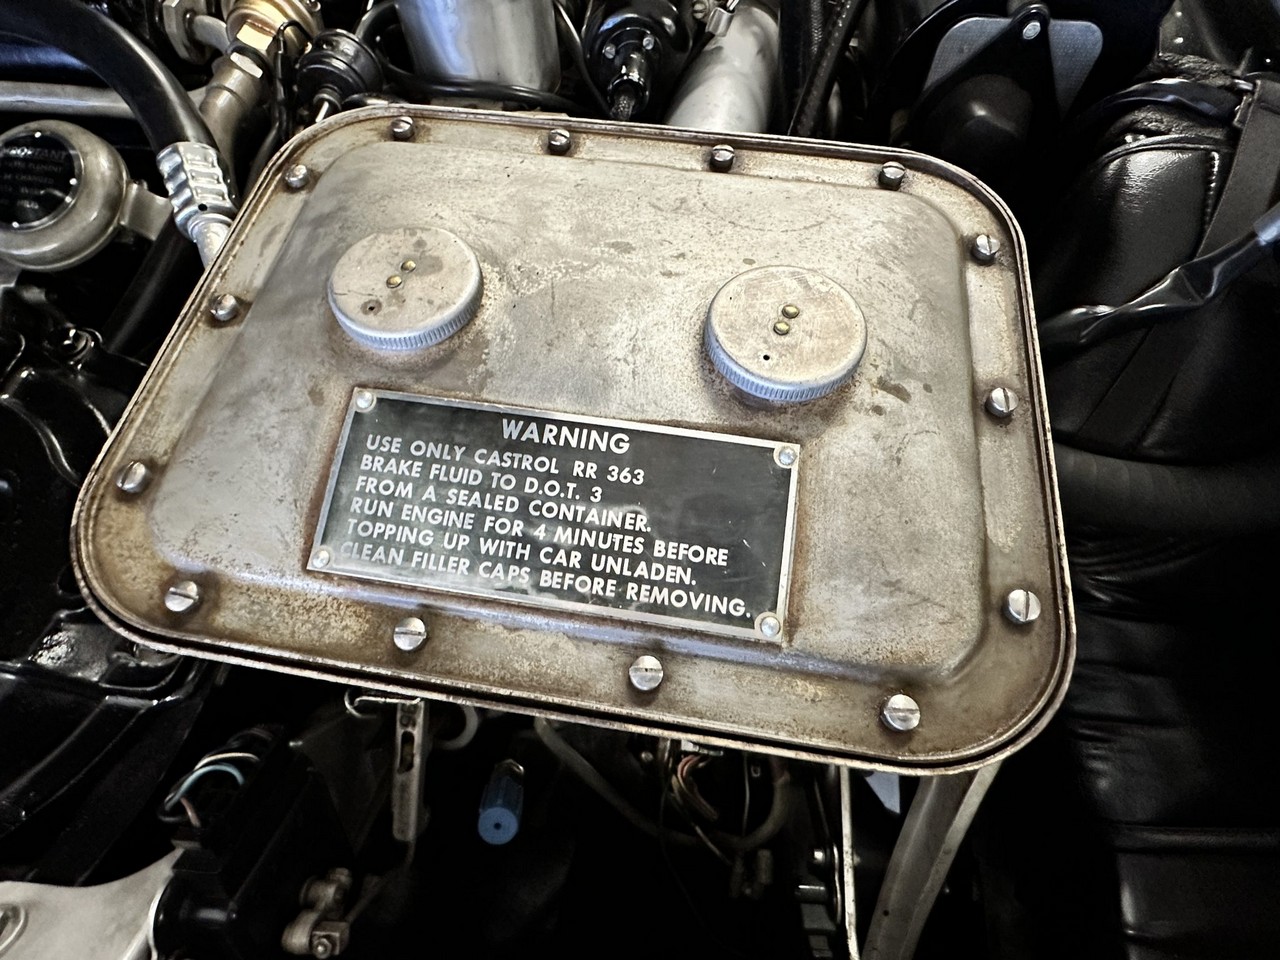 WARNING
USE ONLY CASTROL RR 363
BRAKE FLUID TO D.O.T. 3
FROM A SEALED CONTAINER.
RUN ENGINE FOR 4 MINUTES BEFORE
TOPPING UP WITH CAR UNLADEN.
CLEAN FILLER CAPS BEFORE REMOVING.